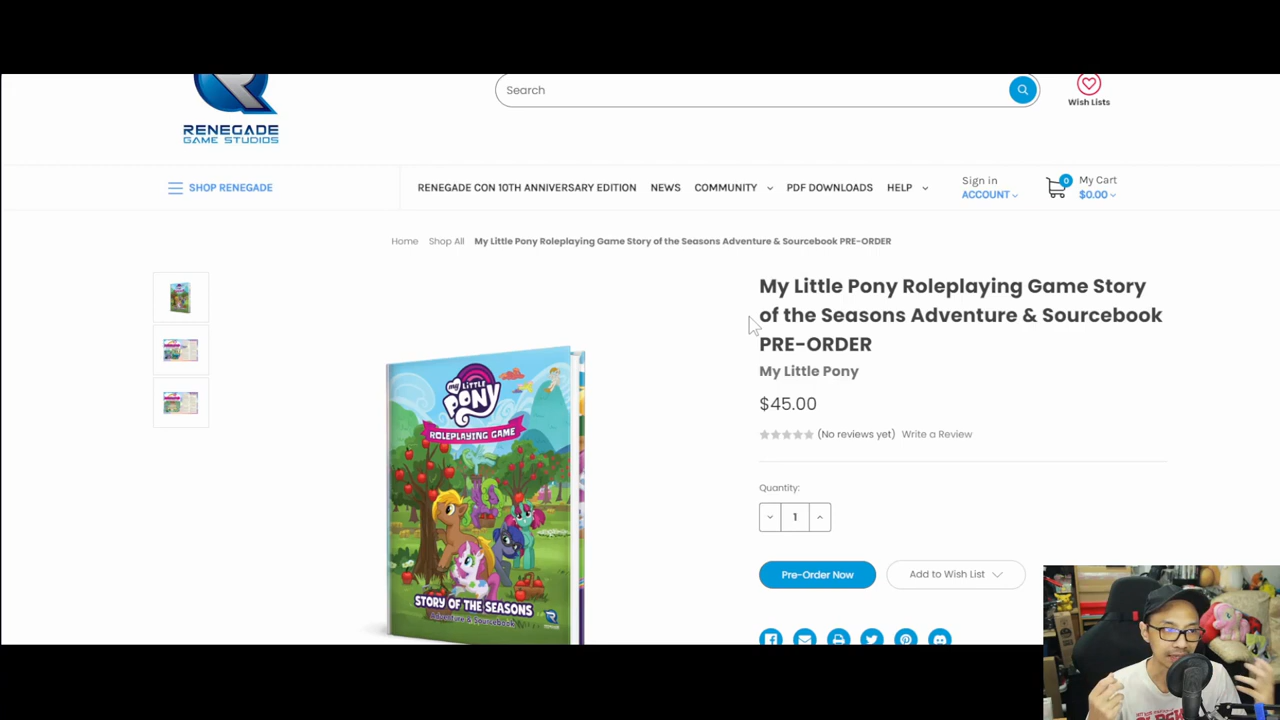 Search
Wish Lists
RENEGADE
GAME STUDIOS
SHOP RENEGADE
RENEGADE CON 10TH ANNIVERSARY EDITION NEWS COMMUNITY PDF DOWNLOADS HELP
Sign in
ACCOUNT
0
My Cart
$0.00
Home Shop All My Little Pony Roleplaying Game Story of the Seasons Adventure & Sourcebook PRE-ORDER
My Little Pony Roleplaying Game Story
of the Seasons Adventure & Sourcebook
PRE-ORDER
My Little Pony
$45.00
(No reviews yet) Write a Review
Quantity:
1
Pre-Order Now
Add to Wish List
my LITTLE
PONY
ROLEPLAYING GAME
STORY OF THE SEASONS
Adventure & Sourcebook